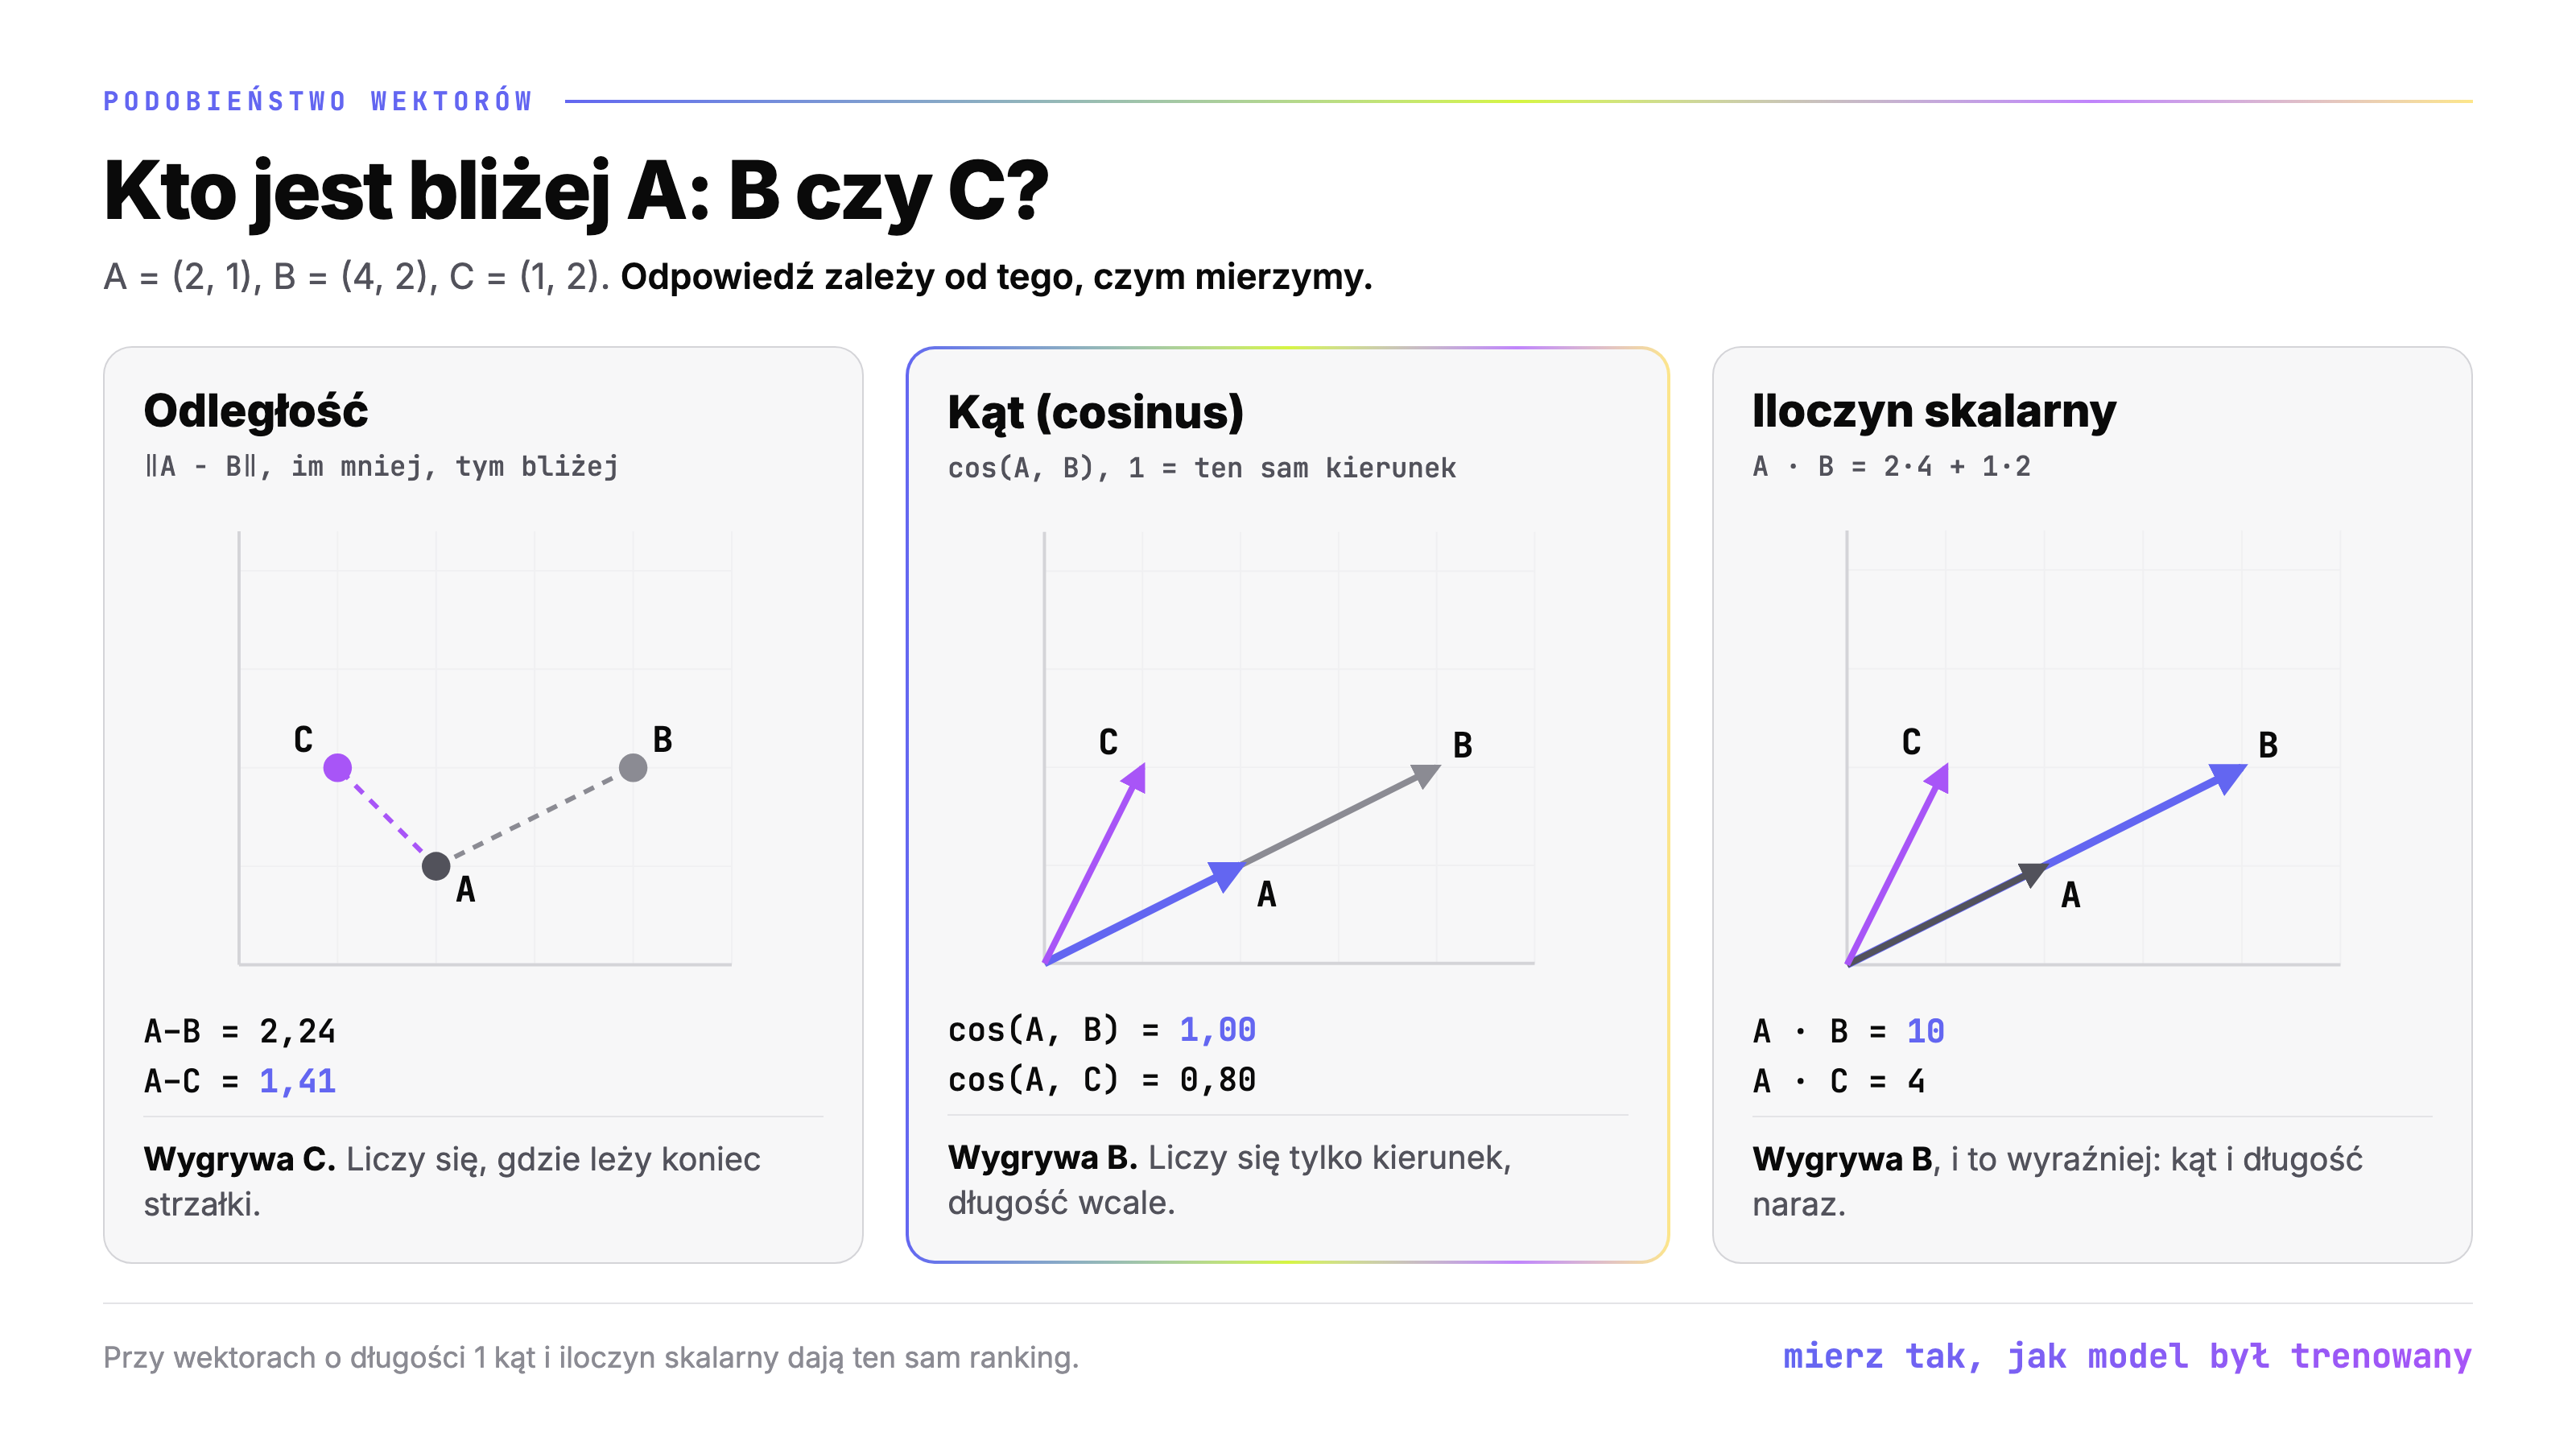 PODOBIEŃSTWO WEKTORÓW
Kto jest bliżej A: B czy C?
A = (2, 1), B = (4, 2), C = (1, 2). Odpowiedź zależy od tego, czym mierzymy.
Odległość
‖A - B‖, im mniej, tym bliżej
C
B
A
A−B = 2,24
A−C = 1,41
Wygrywa C. Liczy się, gdzie leży koniec
strzałki.
Kąt (cosinus)
cos(A, B), 1 = ten sam kierunek
C
B
A
cos(A, B) = 1,00
cos(A, C) = 0,80
Wygrywa B. Liczy się tylko kierunek,
długość wcale.
Iloczyn skalarny
A · B = 2·4 + 1·2
C
B
A
A · B = 10
A · C = 4
Wygrywa B, i to wyraźniej: kąt i długość
naraz.
Przy wektorach o długości 1 kąt i iloczyn skalarny dają ten sam ranking.
mierz tak, jak model był trenowany